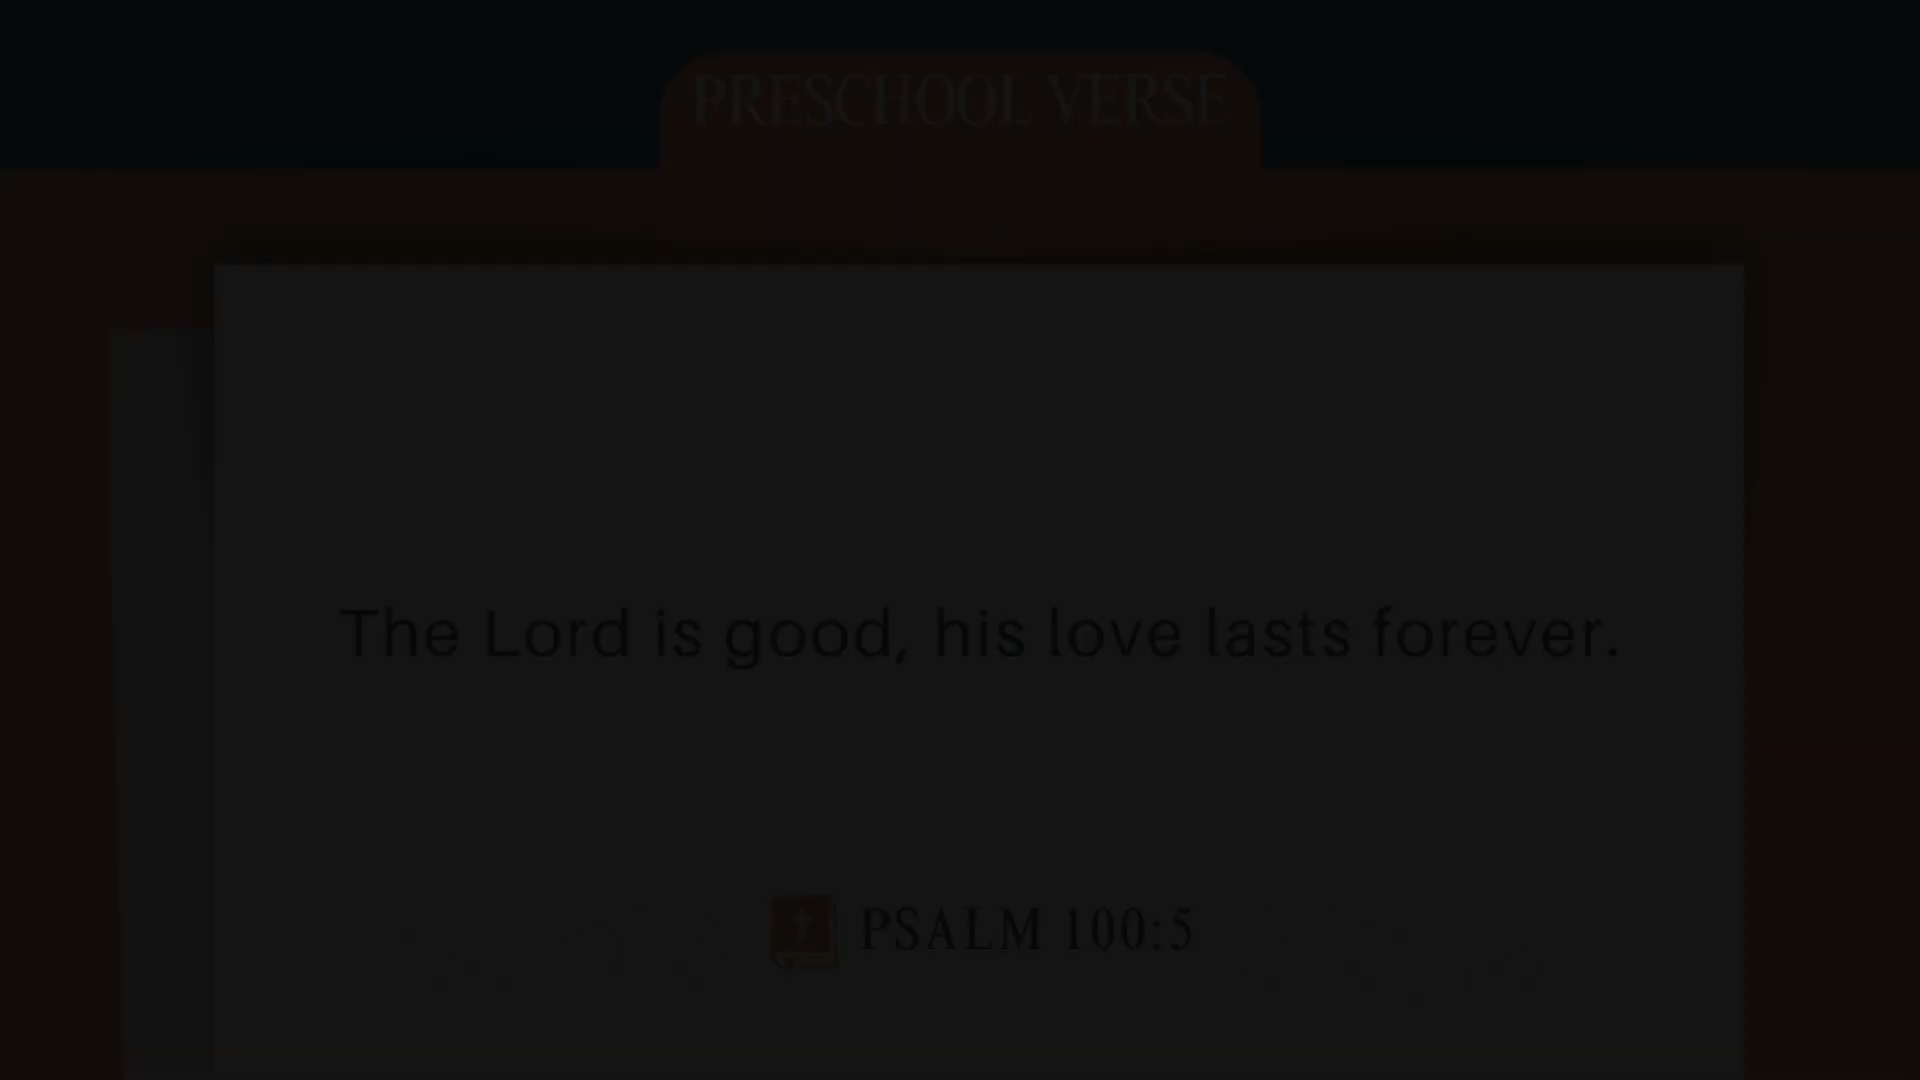 PRESCHOOL VERSE
The Lord is good, his love lasts forever.
PSALM 100:5